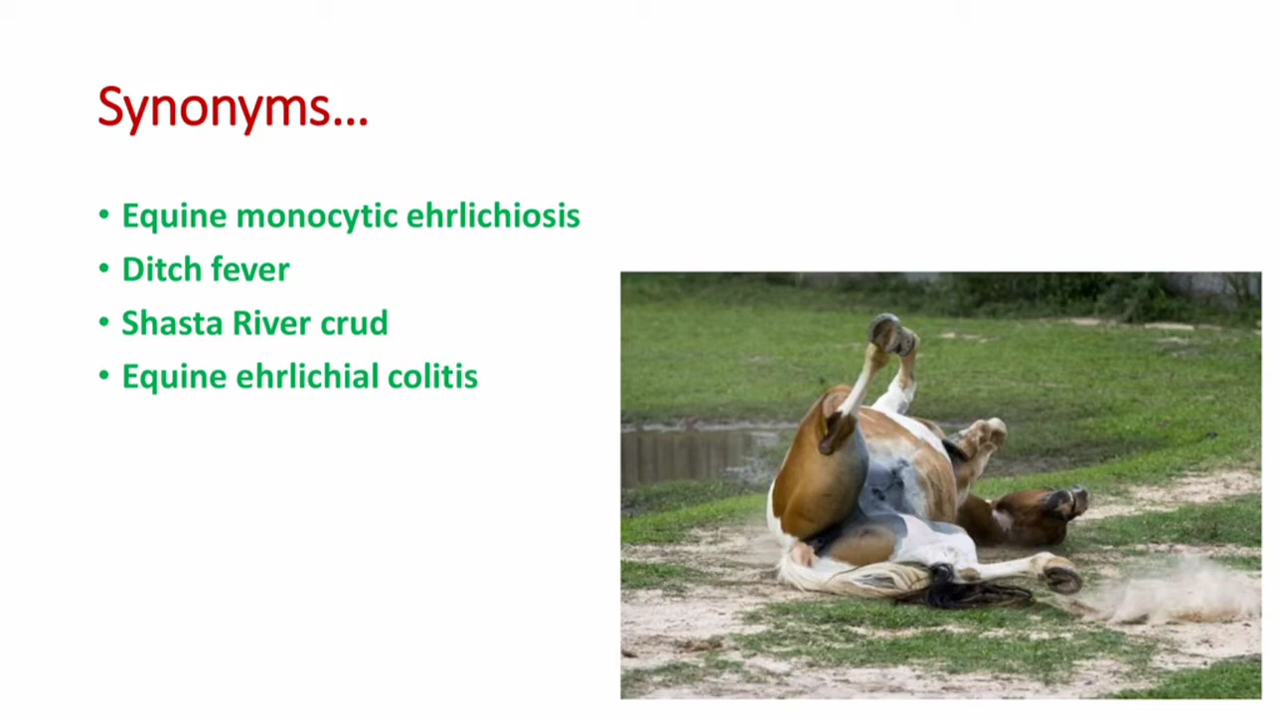 Synonyms...
• Equine monocytic ehrlichiosis
• Ditch fever
• Shasta River crud
• Equine ehrlichial colitis